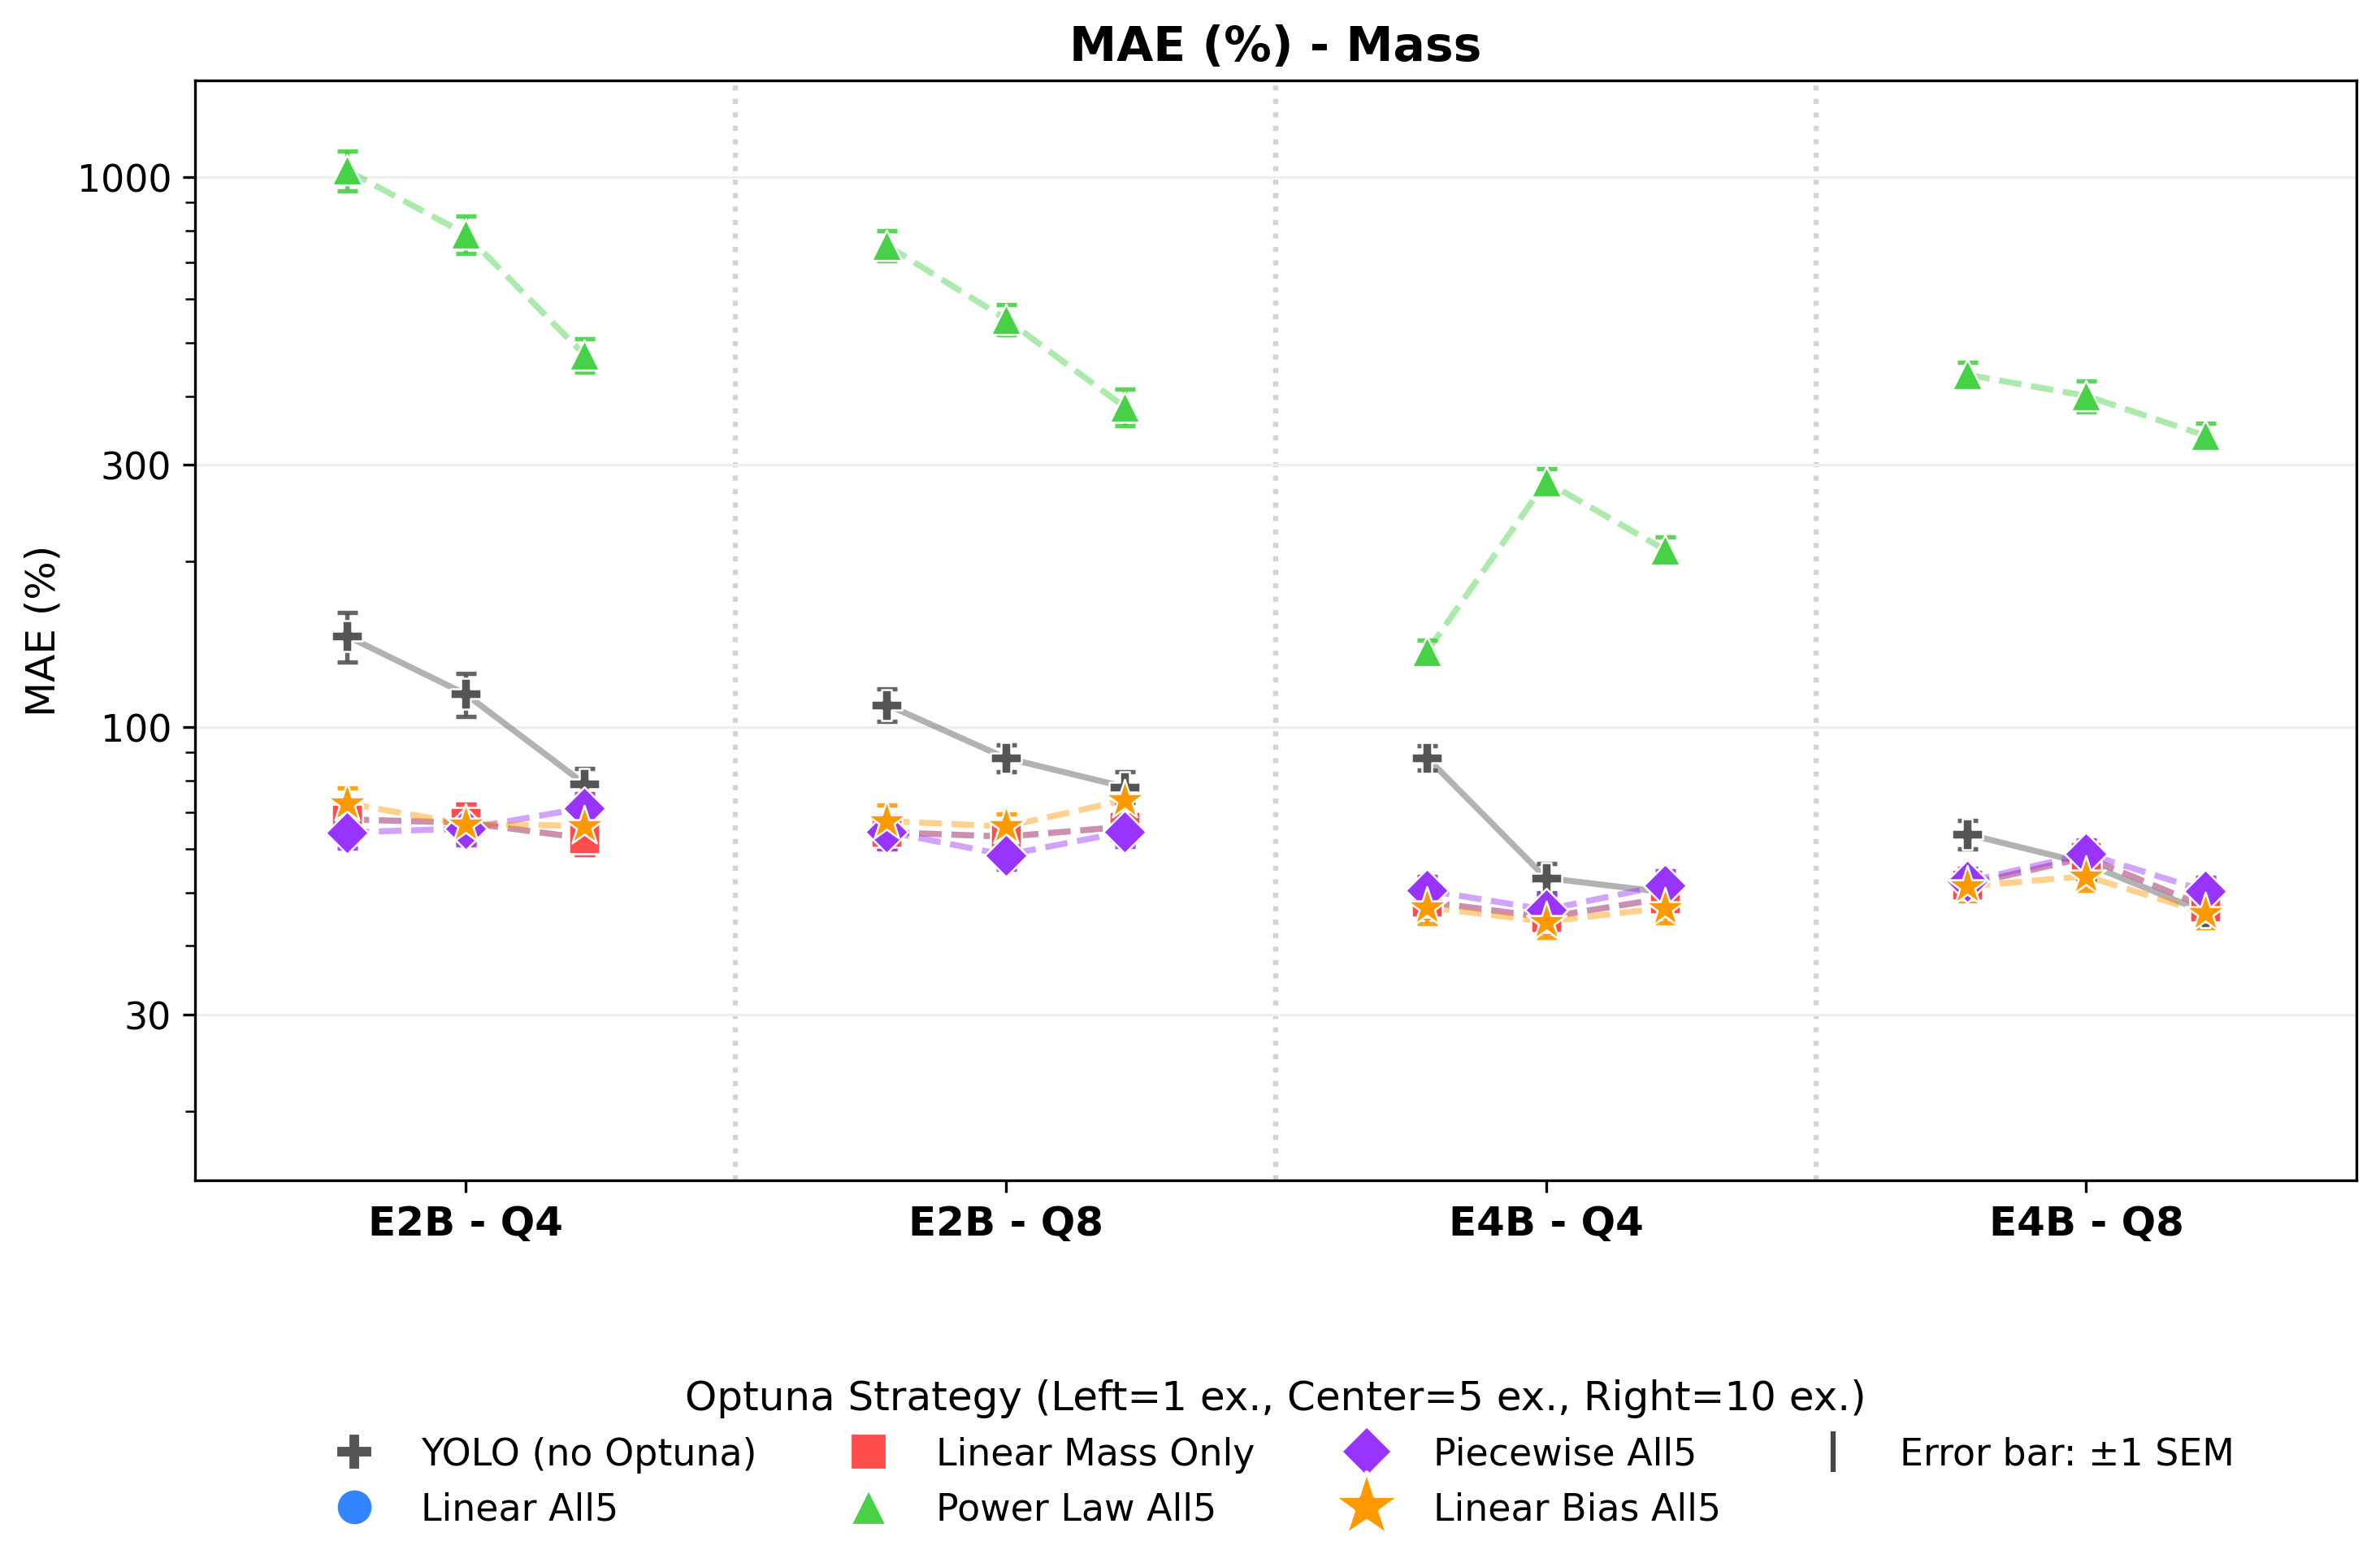 MAE (%) - Mass
MAE (%)
1000
300
100
30
E2B - Q4
E2B - Q8
E4B - Q4
E4B - Q8
Optuna Strategy (Left=1 ex., Center=5 ex., Right=10 ex.)
YOLO (no Optuna)
Linear Mass Only
Piecewise All5
Error bar: ±1 SEM
Linear All5
Power Law All5
Linear Bias All5